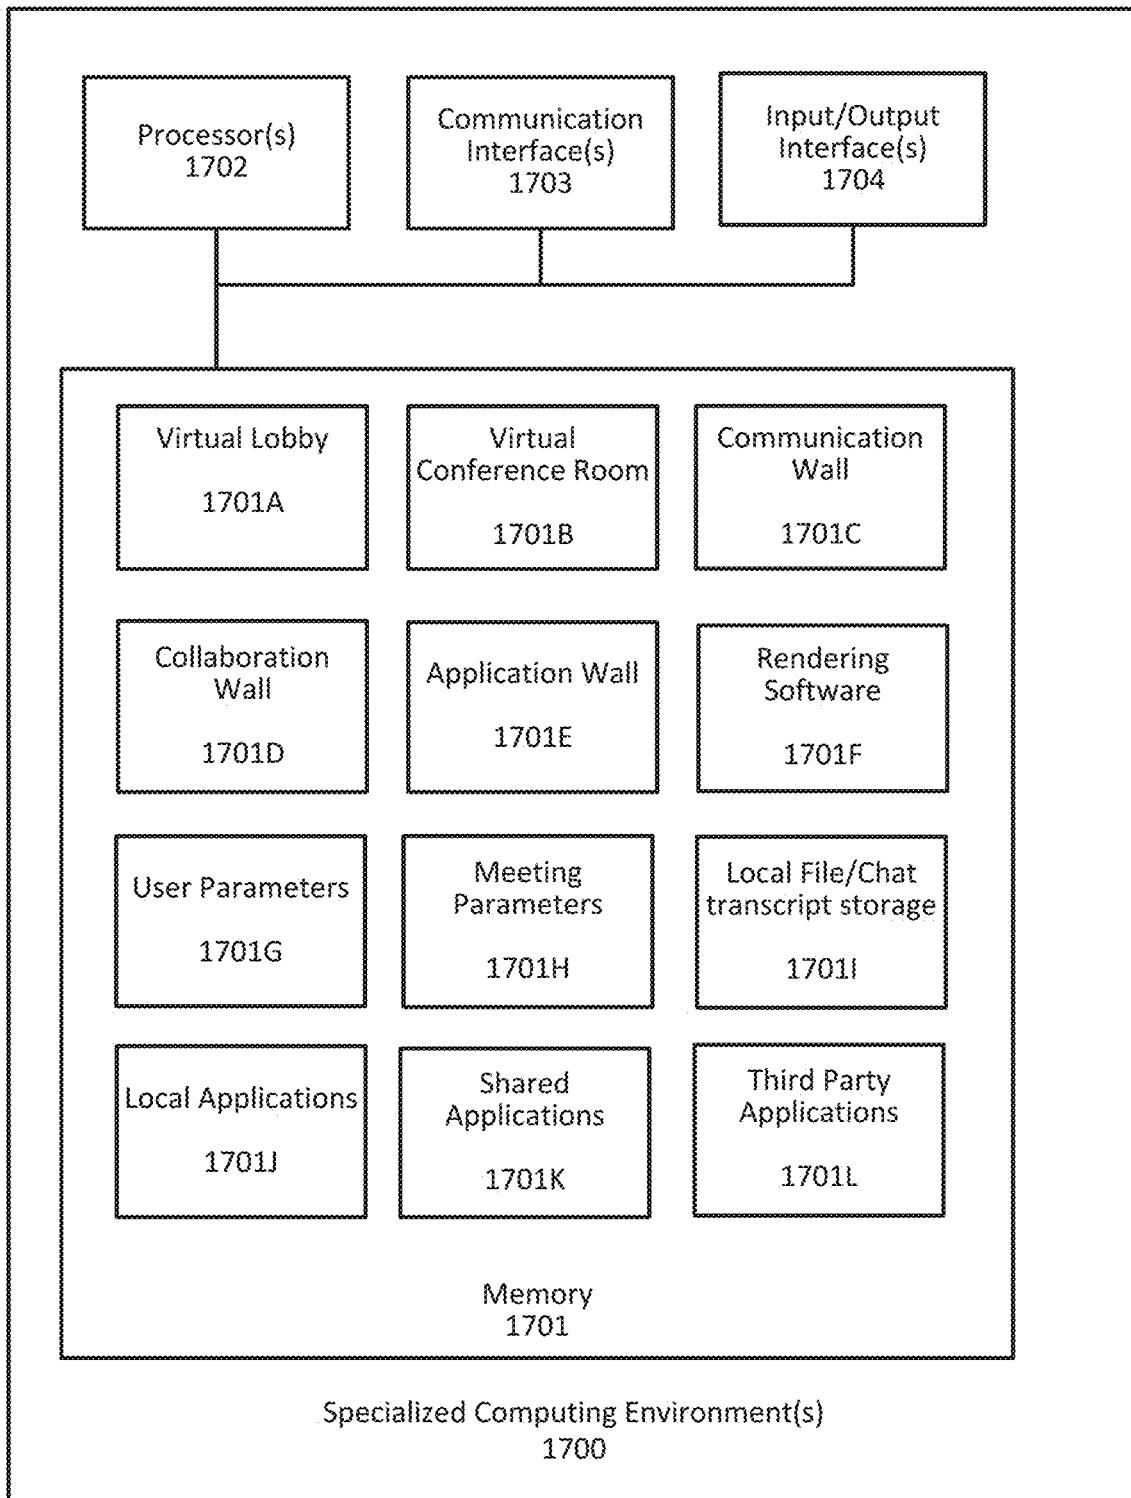 Processor(s)
1702
Communication
Interface(s)
1703
Input/Output
Interface(s)
1704
Virtual Lobby
1701A
Virtual
Conference Room
1701B
Communication
Wall
1701C
Collaboration
Wall
1701D
Application Wall
1701E
Rendering
Software
1701F
User Parameters
1701G
Meeting
Parameters
1701H
Local File/Chat
transcript storage
1701I
Local Applications
1701J
Shared
Applications
1701K
Third Party
Applications
1701L
Memory
1701
Specialized Computing Environment(s)
1700